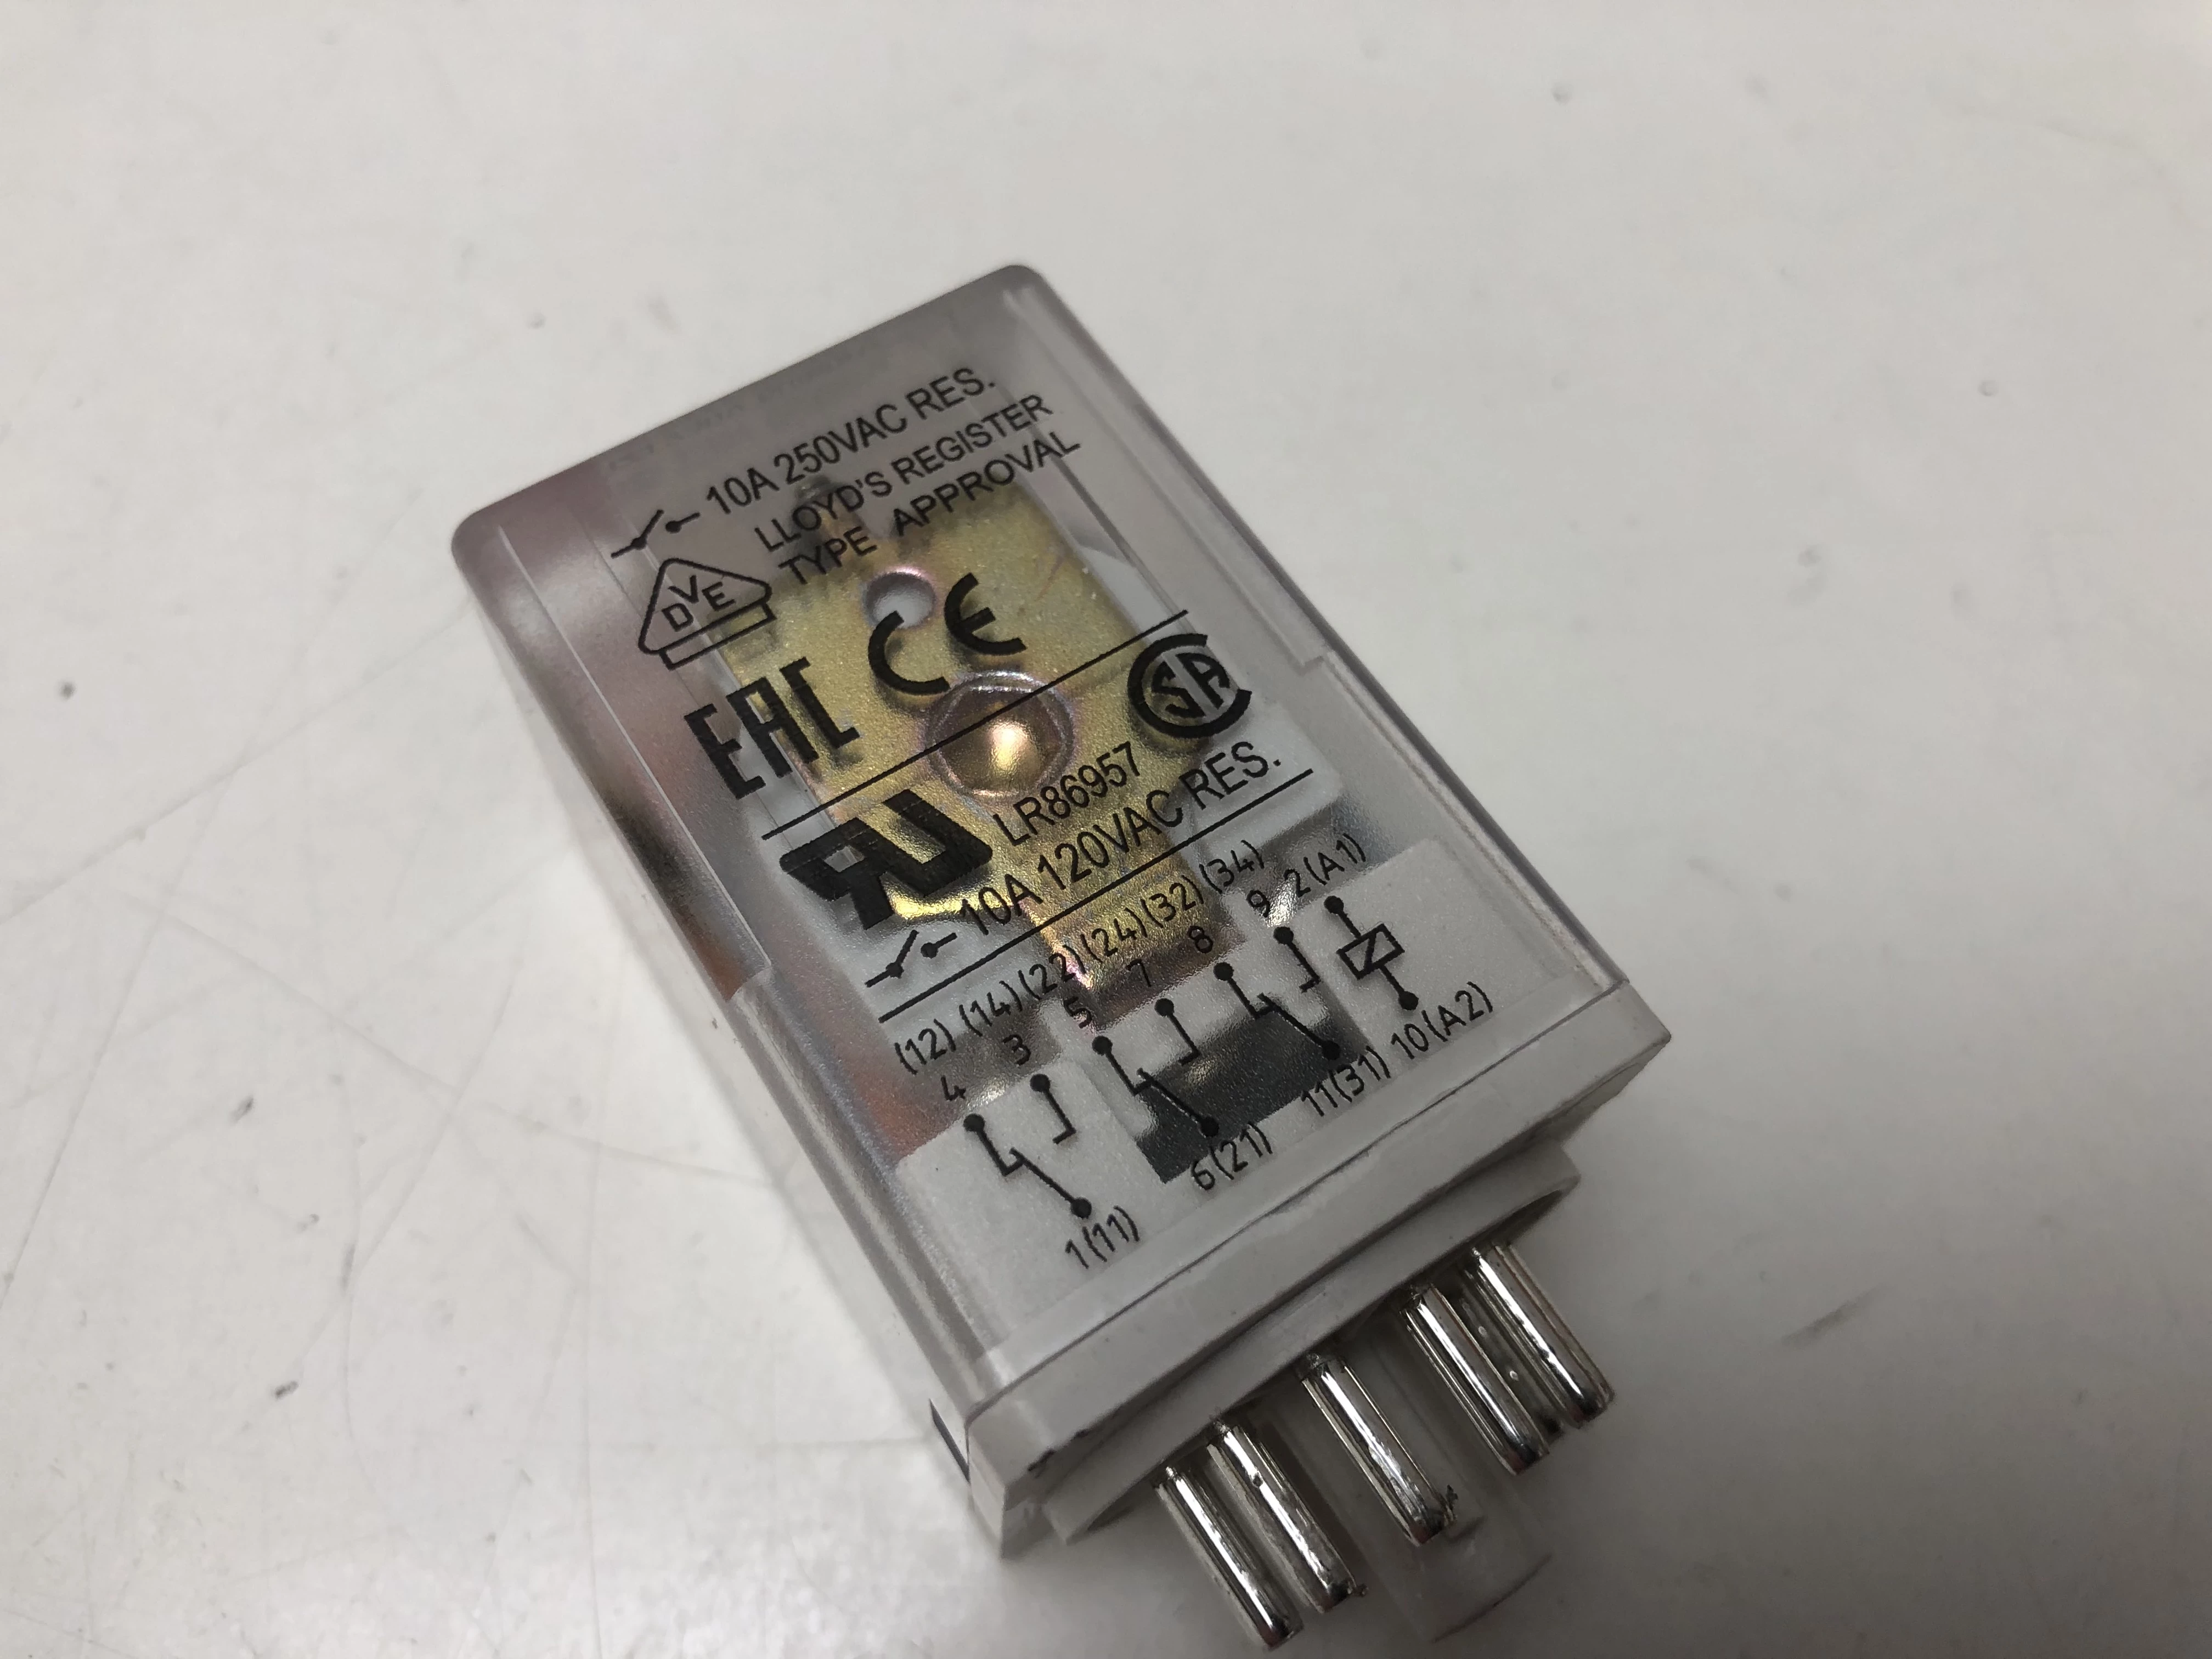 10A 250VAC RES.
LLOYD'S REGISTER
TYPE APPROVAL
DVE
EAC CE
LR86957
SA
10A 120VAC RES.
(12) (14) (22) (24) (32) (34)
4 3 5 7 8 9 2(A1)
1(11) 6(21) 11(31) 10(A2)